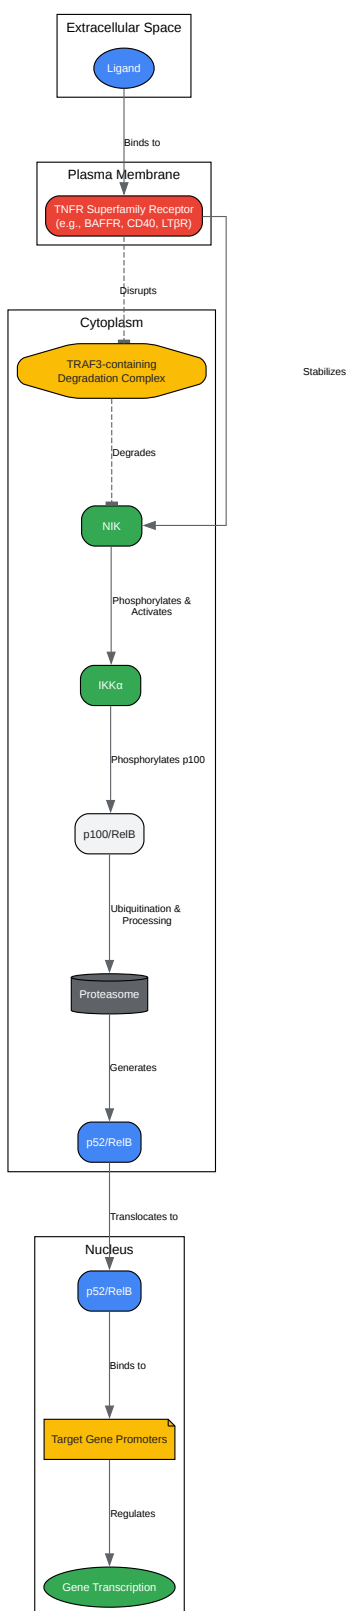 Extracellular Space
Ligand
Binds to
Plasma Membrane
TNFR Superfamily Receptor
(e.g., BAFFR, CD40, LTβR)
Disrupts
Cytoplasm
TRAF3-containing
Degradation Complex
Stabilizes
Degrades
NIK
Phosphorylates &
Activates
IKKα
Phosphorylates p100
p100/RelB
Ubiquitination &
Processing
Proteasome
Generates
p52/RelB
Translocates to
Nucleus
p52/RelB
Binds to
Target Gene Promoters
Regulates
Gene Transcription